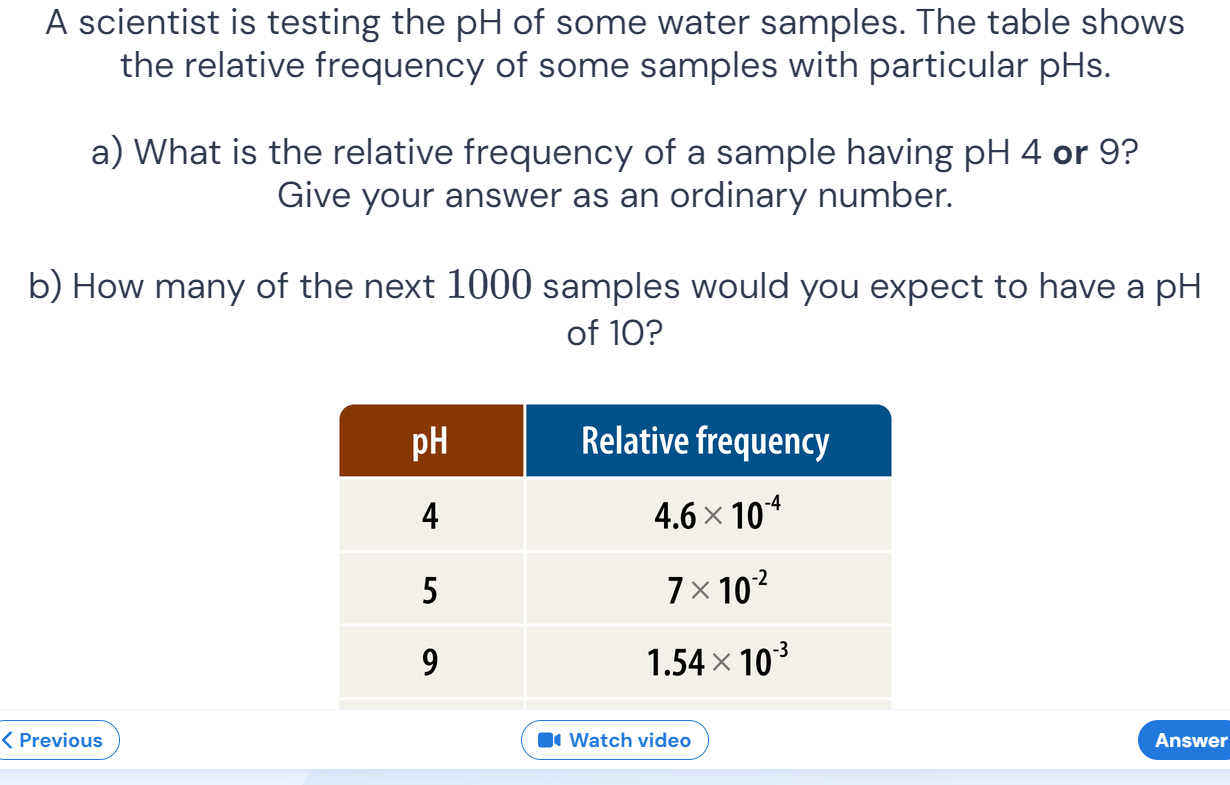 A scientist is testing the pH of some water samples. The table shows
the relative frequency of some samples with particular pHs.
a) What is the relative frequency of a sample having pH 4 or 9?
Give your answer as an ordinary number.
b) How many of the next 1000 samples would you expect to have a pH
of 10?
pH Relative frequency
4 4.6 × 10⁻⁴
5 7 × 10⁻²
9 1.54 × 10⁻³
Previous Watch video Answer